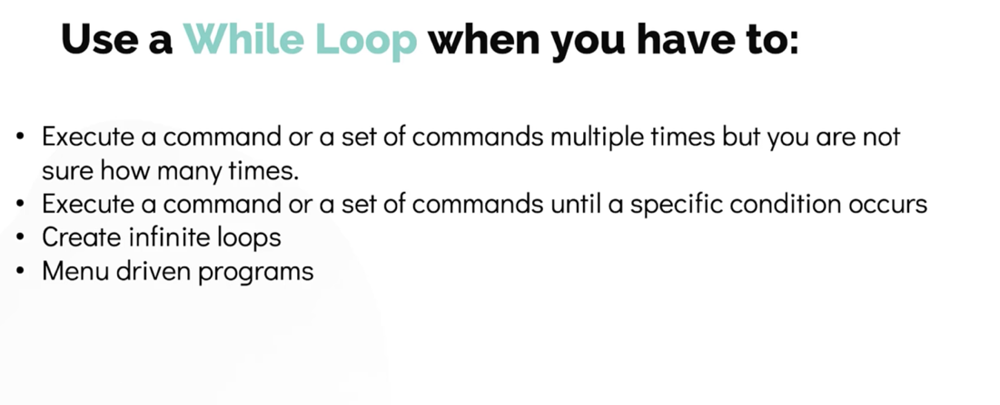 Use a While Loop when you have to:
• Execute a command or a set of commands multiple times but you are not
sure how many times.
• Execute a command or a set of commands until a specific condition occurs
• Create infinite loops
• Menu driven programs